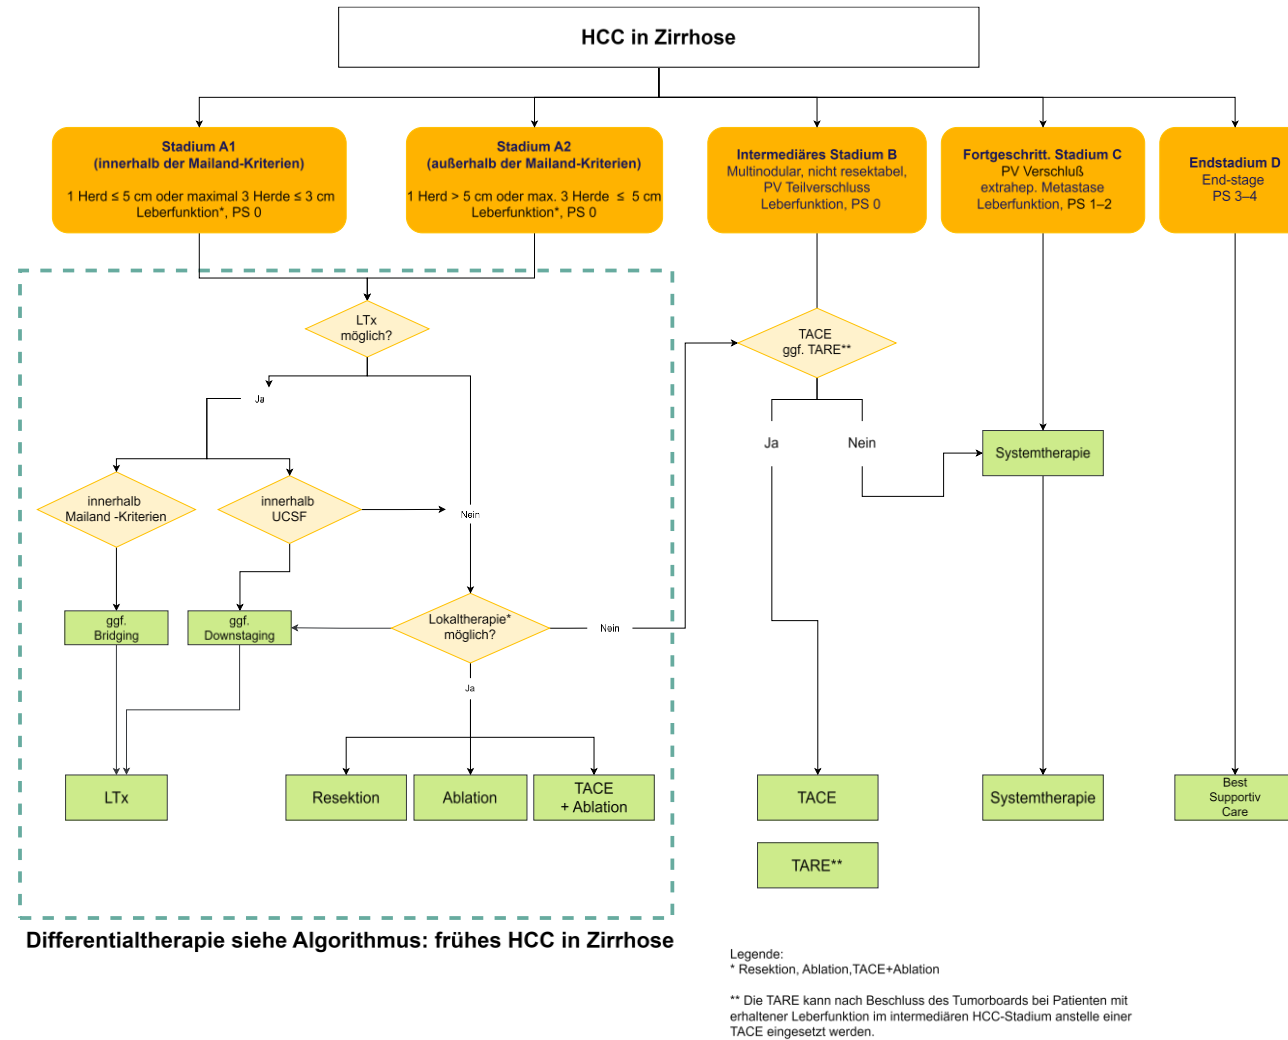 HCC in Zirrhose
Stadium A1
(innerhalb der Mailand-Kriterien)
1 Herd ≤ 5 cm oder maximal 3 Herde ≤ 3 cm
Leberfunktion*, PS 0
Stadium A2
(außerhalb der Mailand-Kriterien)
1 Herd > 5 cm oder max. 3 Herde ≤ 5 cm
Leberfunktion*, PS 0
Intermediäres Stadium B
Multinodular, nicht resektabel,
PV Teilverschluss
Leberfunktion, PS 0
Fortgeschritt. Stadium C
PV Verschluß
extrahep. Metastase
Leberfunktion, PS 1–2
Endstadium D
End-stage
PS 3–4
LTx
möglich?
TACE
ggf. TARE**
Ja
Ja
Nein
Systemtherapie
innerhalb
Mailand -Kriterien
innerhalb
UCSF
Nein
ggf.
Bridging
ggf.
Downstaging
Lokaltherapie*
möglich?
Nein
Ja
LTx
Resektion
Ablation
TACE
+ Ablation
TACE
Systemtherapie
Best
Supportiv
Care
TARE**
Differentialtherapie siehe Algorithmus: frühes HCC in Zirrhose
Legende:
* Resektion, Ablation,TACE+Ablation
** Die TARE kann nach Beschluss des Tumorboards bei Patienten mit
erhaltener Leberfunktion im intermediären HCC-Stadium anstelle einer
TACE eingesetzt werden.